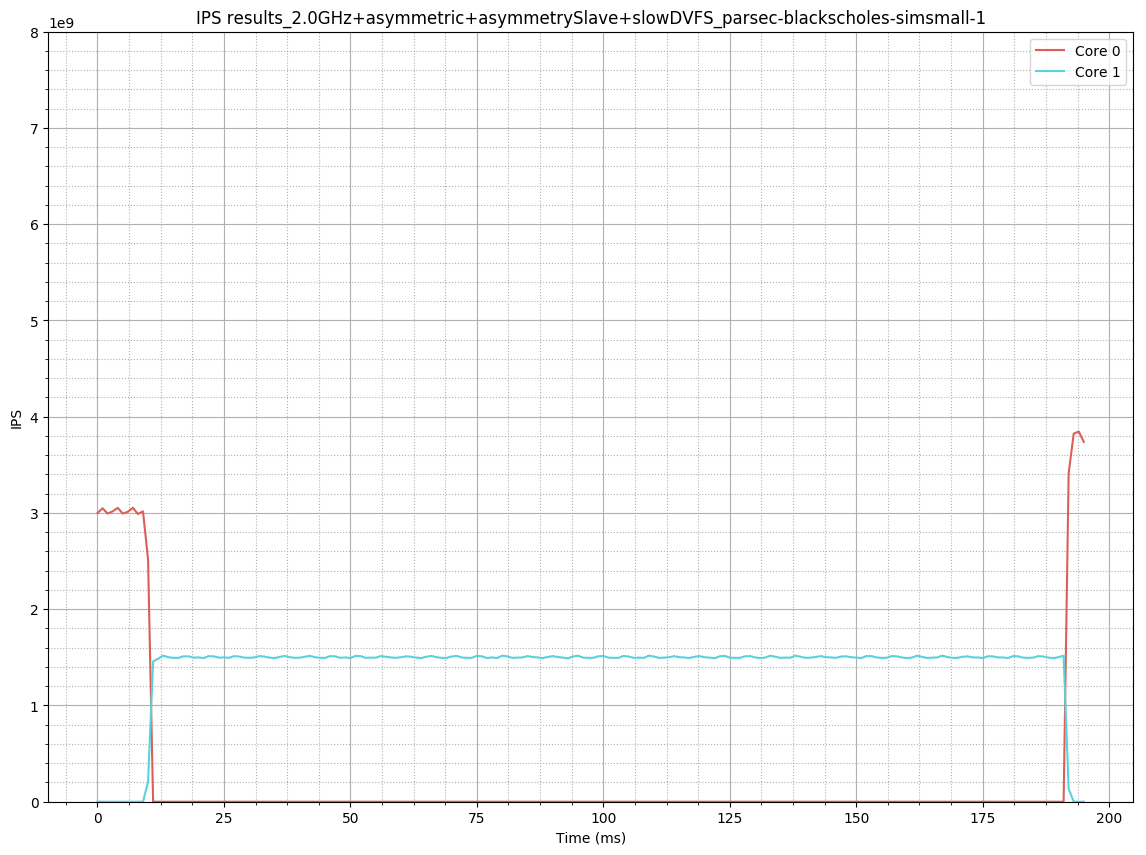 IPS results_2.0GHz+asymmetric+asymmetrySlave+slowDVFS_parsec-blackscholes-simsmall-1
1e9
Core 0
Core 1
8
7
6
5
4
3
2
1
0
IPS
0 25 50 75 100 125 150 175 200
Time (ms)